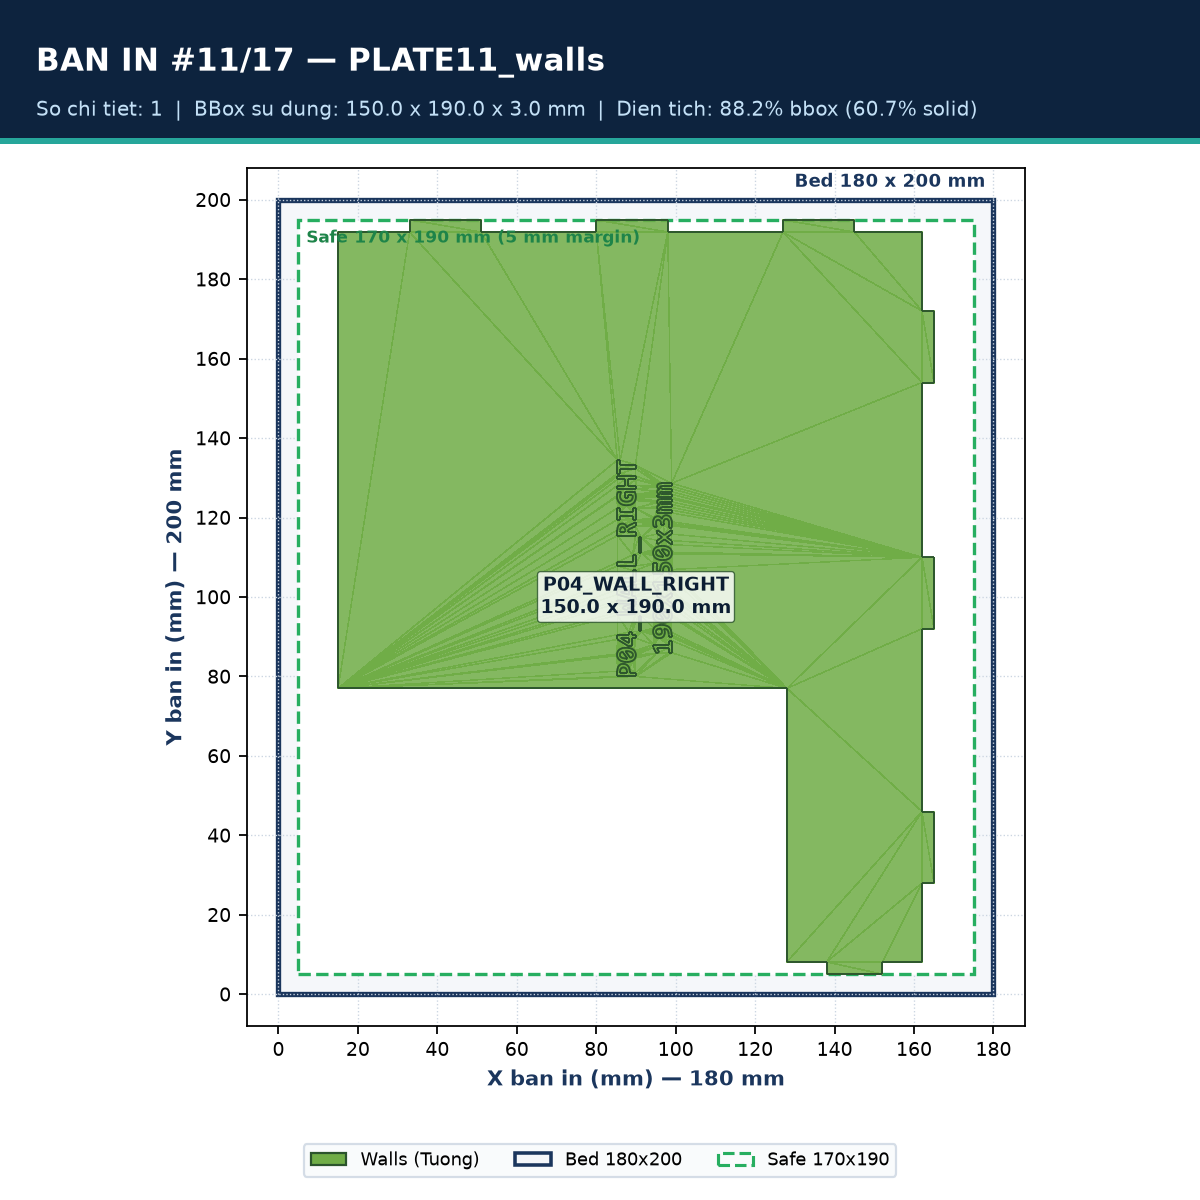 BAN IN #11/17 — PLATE11_walls
So chi tiet: 1 | BBox su dung: 150.0 x 190.0 x 3.0 mm | Dien tich: 88.2% bbox (60.7% solid)
Bed 180 x 200 mm
Safe 170 x 190 mm (5 mm margin)
200
180
160
140
120
100
80
60
40
20
0
Y ban in (mm) — 200 mm
P04_WALL_RIGHT
150.0 x 190.0 mm
0 20 40 60 80 100 120 140 160 180
X ban in (mm) — 180 mm
Walls (Tuong)
Bed 180x200
Safe 170x190